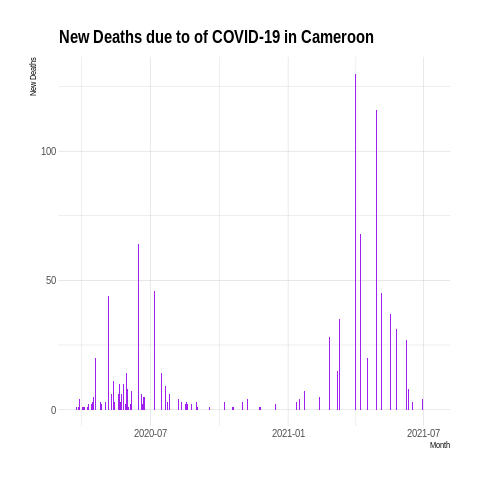 New Deaths due to of COVID-19 in Cameroon
New Deaths
100
50
0
2020-07
2021-01
2021-07
Month